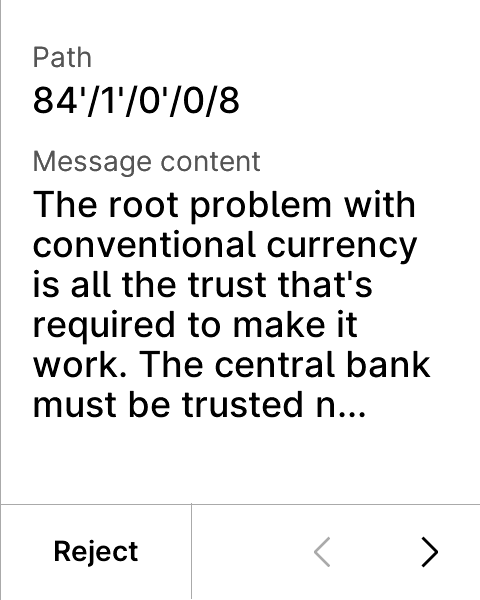 Path
84'/1'/0'/0/8
Message content
The root problem with
conventional currency
is all the trust that's
required to make it
work. The central bank
must be trusted n...
Reject